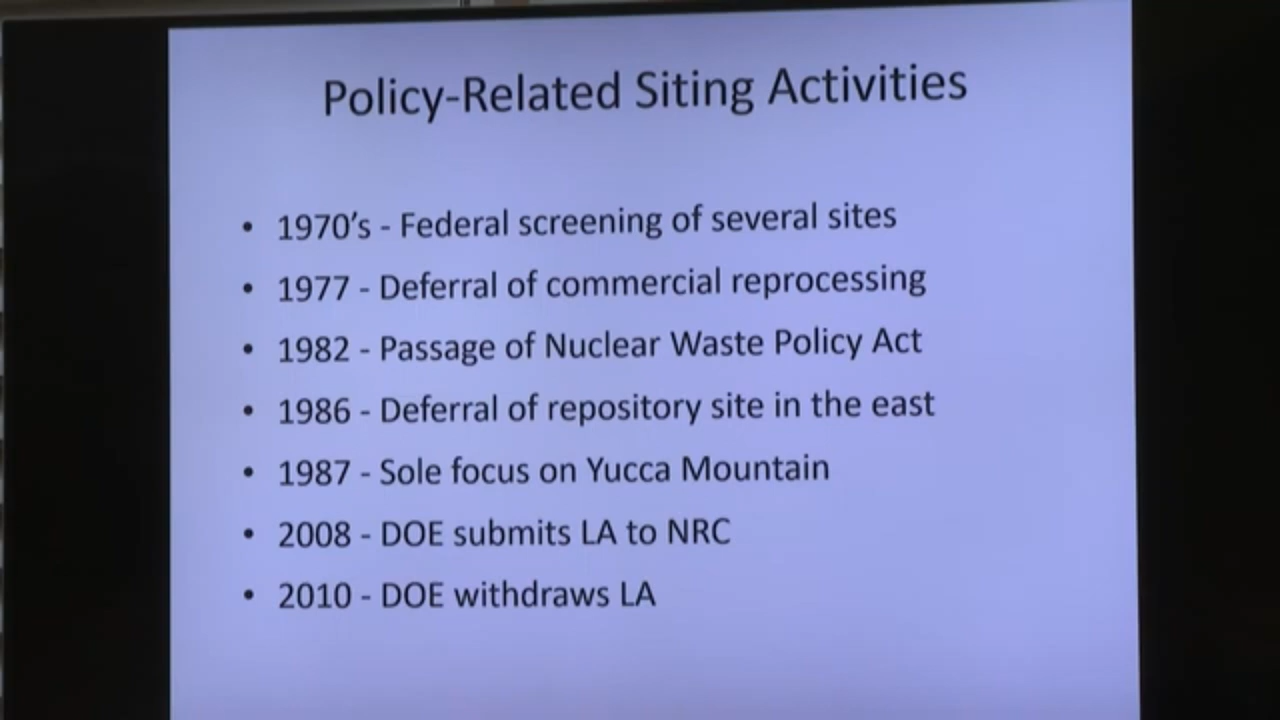 Policy-Related Siting Activities
• 1970's - Federal screening of several sites
• 1977 - Deferral of commercial reprocessing
• 1982 - Passage of Nuclear Waste Policy Act
• 1986 - Deferral of repository site in the east
• 1987 - Sole focus on Yucca Mountain
• 2008 - DOE submits LA to NRC
• 2010 - DOE withdraws LA